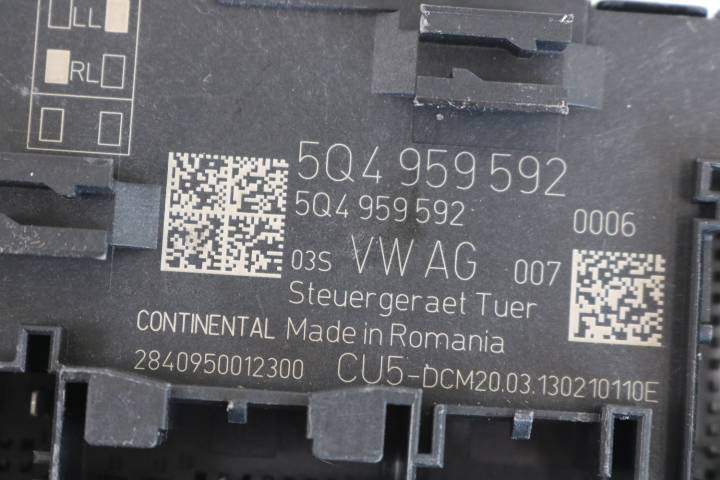 LL
RL
5Q4 959 592
5Q4 959 592
0006
03S VW AG 007
Steuergeraet Tuer
CONTINENTAL Made in Romania
2840950012300 CU5-DCM20.03.130210110E